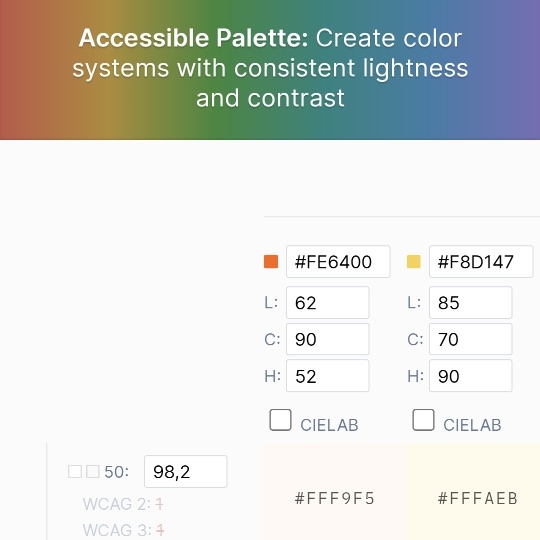 Accessible Palette: Create color
systems with consistent lightness
and contrast
#FE6400 #F8D147
L: 62 L: 85
C: 90 C: 70
H: 52 H: 90
CIELAB CIELAB
50: 98,2
#FFF9F5 #FFFAEB
WCAG 2: 1
WCAG 3: 1